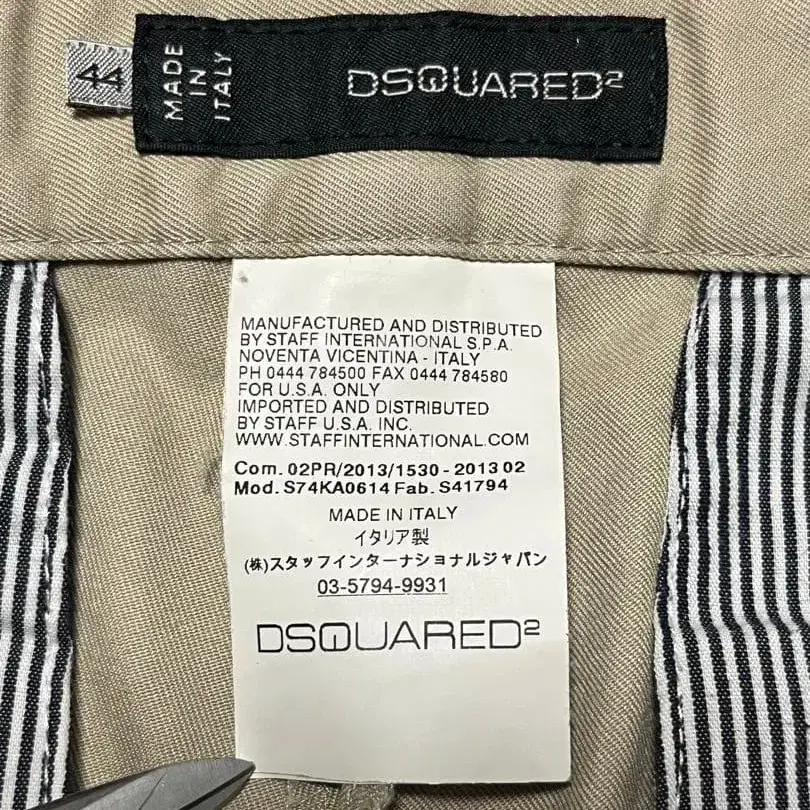 44
MADE
IN
ITALY
DSQUARED²
MANUFACTURED AND DISTRIBUTED
BY STAFF INTERNATIONAL S.P.A.
NOVENTA VICENTINA - ITALY
PH 0444 784500 FAX 0444 784580
FOR U.S.A. ONLY
IMPORTED AND DISTRIBUTED
BY STAFF U.S.A. INC.
WWW.STAFFINTERNATIONAL.COM
Com. 02PR/2013/1530 - 2013 02
Mod. S74KA0614 Fab. S41794
MADE IN ITALY
イタリア製
(株)スタッフインターナショナルジャパン
03-5794-9931
DSQUARED²